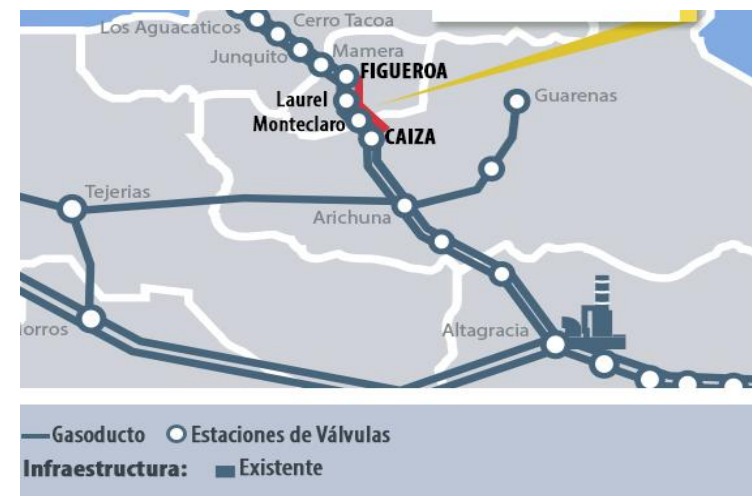 Los Aguacaticos
Cerro Tacoa
Junquito
Mamera
FIGUEROA
Laurel
Monteclaro
CAIZA
Guarenas
Tejerias
Arichuna
orros
Altagracia
Gasoducto
Estaciones de Válvulas
Infraestructura: Existente